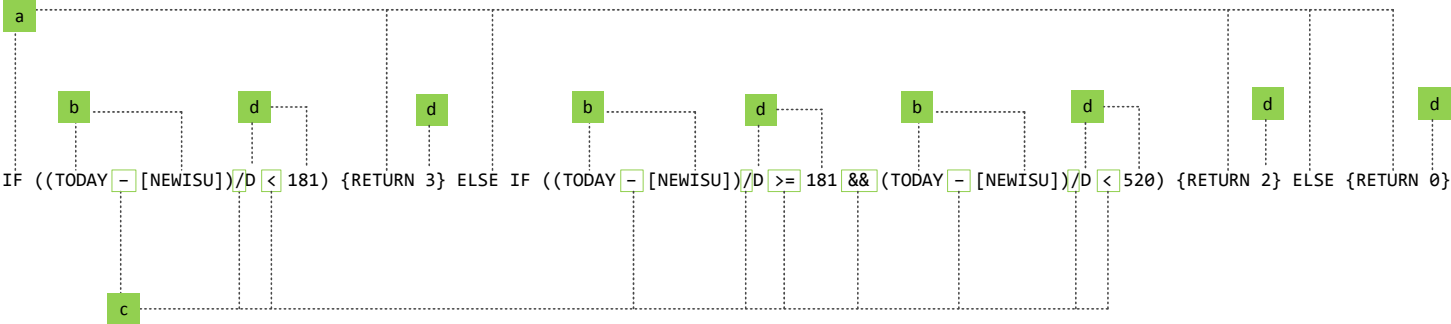 a
b d d b d b d d d
IF ((TODAY – [NEWISU])/D < 181) {RETURN 3} ELSE IF ((TODAY – [NEWISU])/D >= 181 && (TODAY – [NEWISU])/D < 520) {RETURN 2} ELSE {RETURN 0}
c